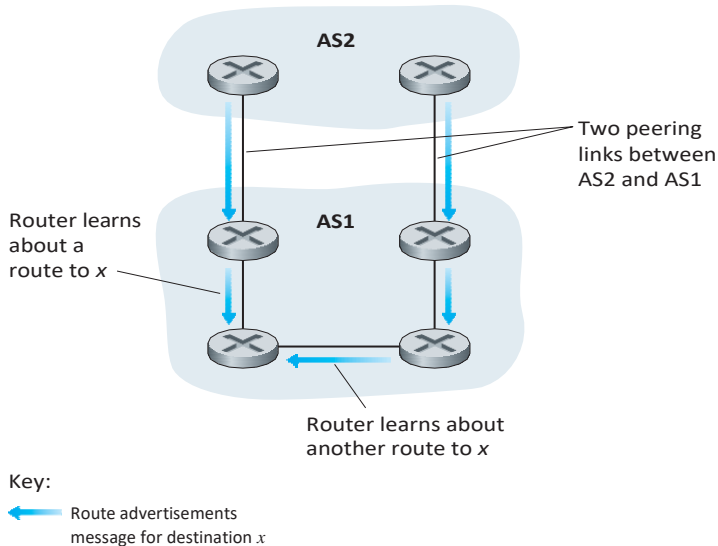 AS2
Two peering
links between
AS2 and AS1
Router learns
about a
route to x
AS1
Router learns about
another route to x
Key:
Route advertisements
message for destination x